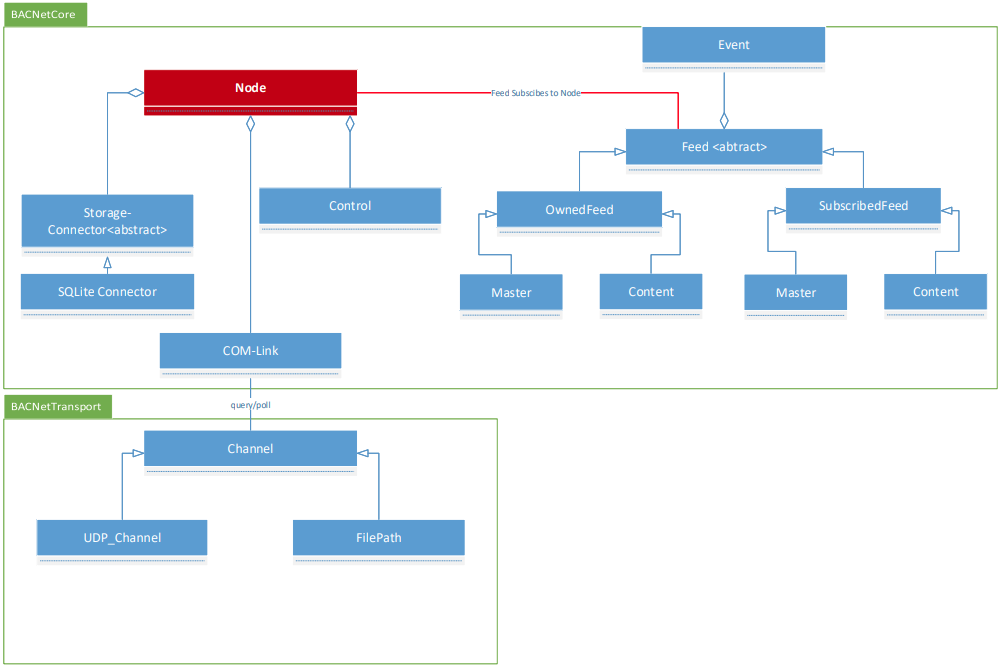 BACNetCore
Event
Node
Feed Subscibes to Node
Feed <abtract>
Storage-
Connector<abstract>
Control
OwnedFeed
SubscribedFeed
SQLite Connector
Master
Content
Master
Content
COM-Link
BACNetTransport
query/poll
Channel
UDP_Channel
FilePath